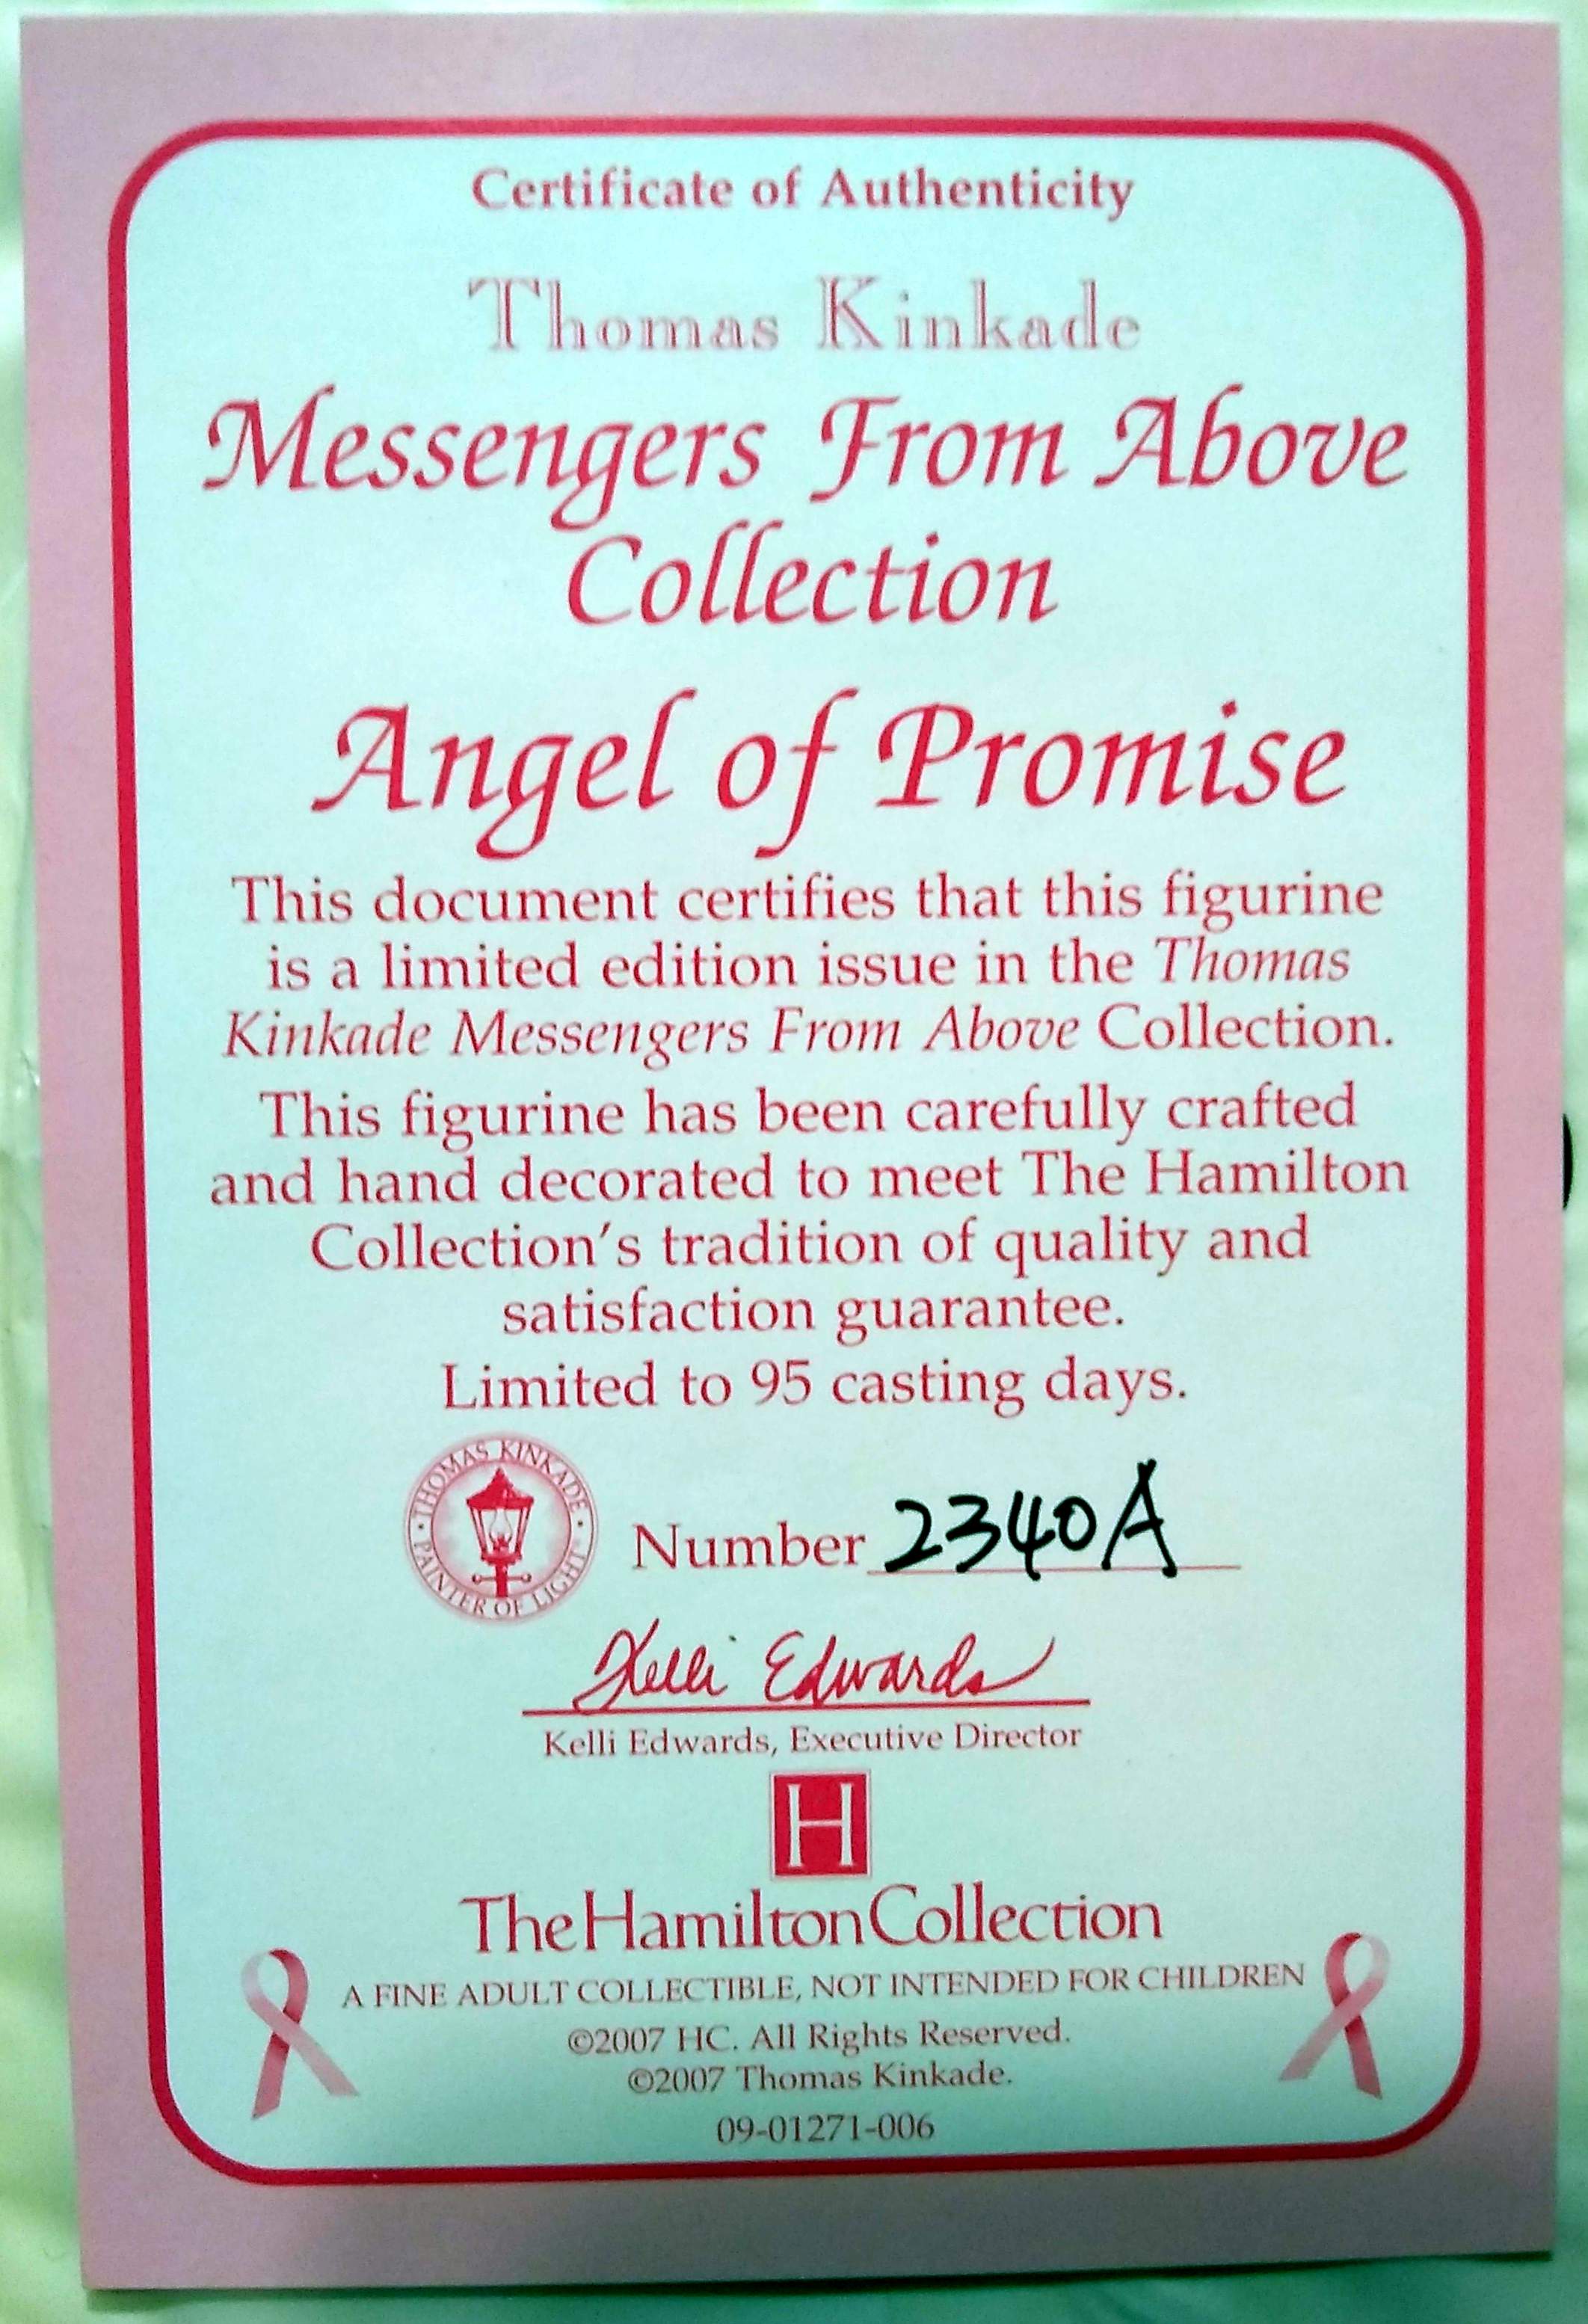 Certificate of Authenticity
Thomas Kinkade
Messengers From Above
Collection
Angel of Promise
This document certifies that this figurine
is a limited edition issue in the Thomas
Kinkade Messengers From Above Collection.
This figurine has been carefully crafted
and hand decorated to meet The Hamilton
Collection's tradition of quality and
satisfaction guarantee.
Limited to 95 casting days.
·THOMAS KINKADE·
PAINTER OF LIGHT
Number 2340A
Kelli Edwards
Kelli Edwards, Executive Director
H
The Hamilton Collection
A FINE ADULT COLLECTIBLE, NOT INTENDED FOR CHILDREN
©2007 HC. All Rights Reserved.
©2007 Thomas Kinkade.
09-01271-006